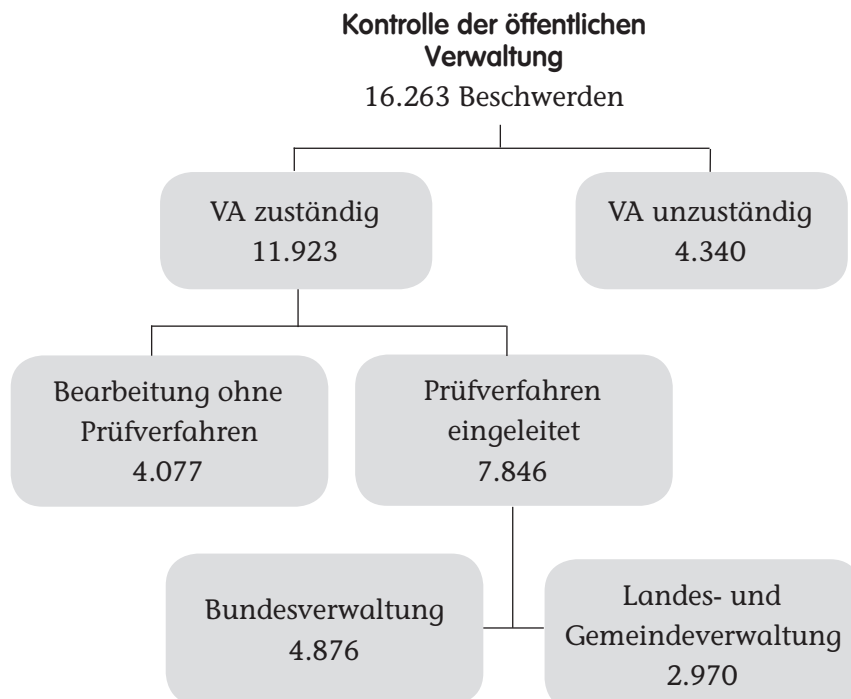 Kontrolle der öffentlichen
Verwaltung
16.263 Beschwerden
VA zuständig
11.923
VA unzuständig
4.340
Bearbeitung ohne
Prüfverfahren
4.077
Prüfverfahren
eingeleitet
7.846
Bundesverwaltung
4.876
Landes- und
Gemeindeverwaltung
2.970